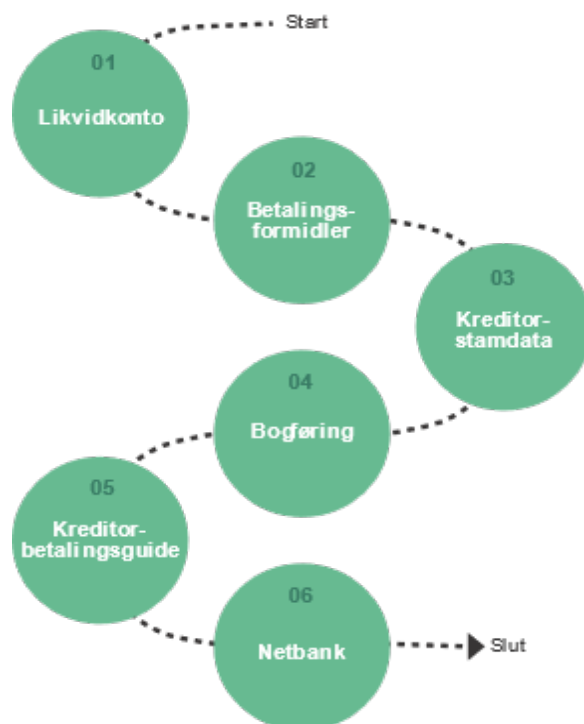 Start
01
Likvidkonto
02
Betalings-
formidler
03
Kreditor-
stamdata
04
Bogføring
05
Kreditor-
betalingsguide
06
Netbank
Slut